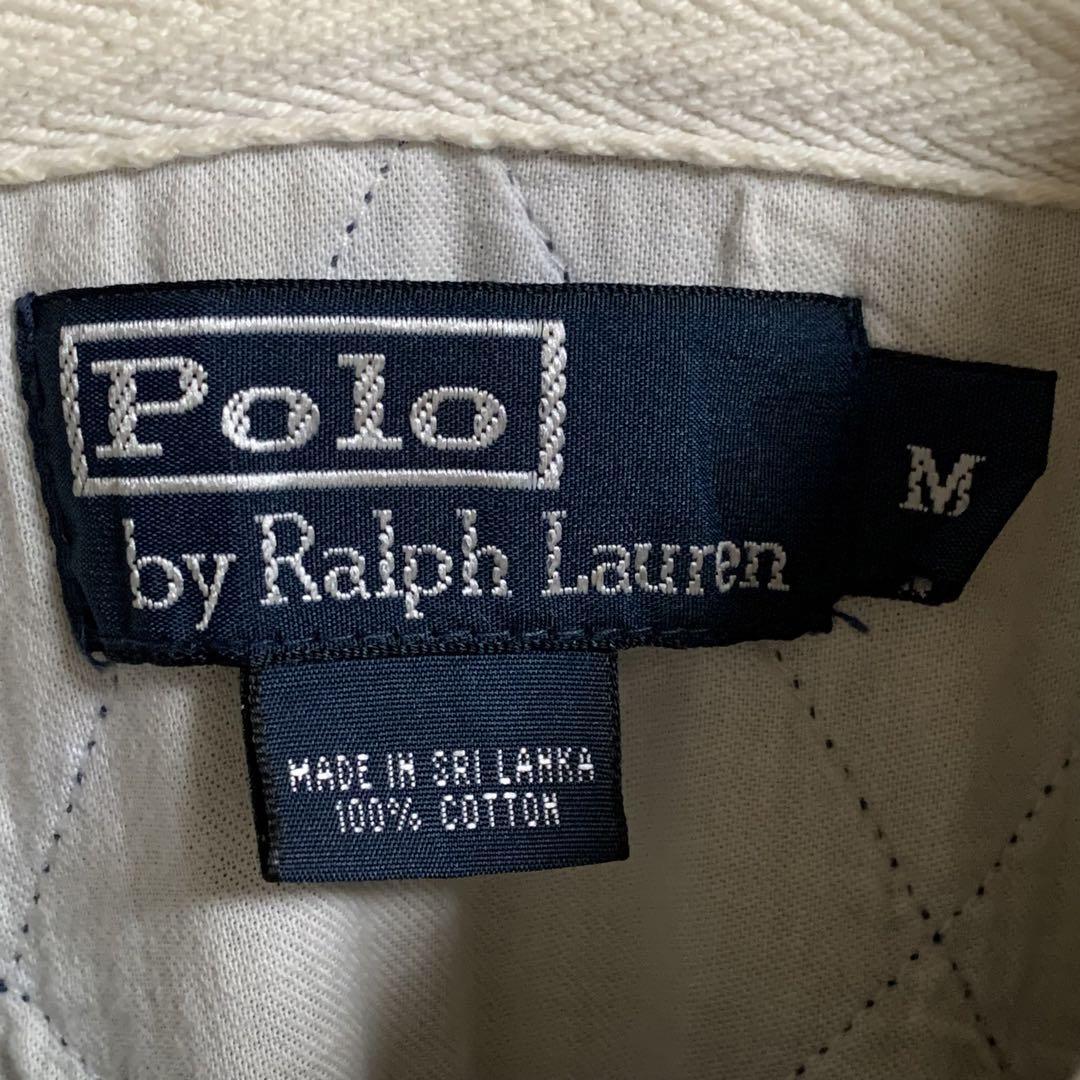 Polo
by Ralph Lauren
M
MADE IN SRI LANKA
100% COTTON